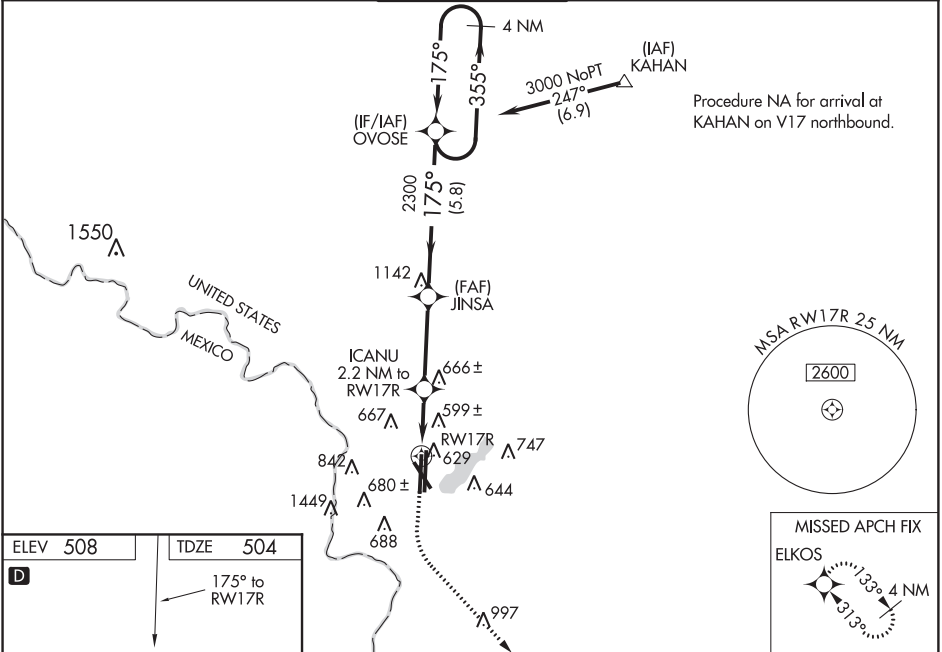 4 NM
175°
355°
(IAF)
KAHAN
3000 NoPT
247°
(6.9)
Procedure NA for arrival at
KAHAN on V17 northbound.
(IF/IAF)
OVOSE
2300
175°
(5.8)
1550
1142
(FAF)
JINSA
UNITED STATES
MEXICO
MSA RW17R 25 NM
2600
ICANU
2.2 NM to
RW17R
666 ±
667
599 ±
RW17R
629
747
842
680 ±
644
1449
688
997
ELEV 508
TDZE 504
D
175° to
RW17R
MISSED APCH FIX
ELKOS
133°
4 NM
313°